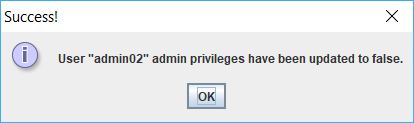 Success!
User "admin02" admin privileges have been updated to false.
OK